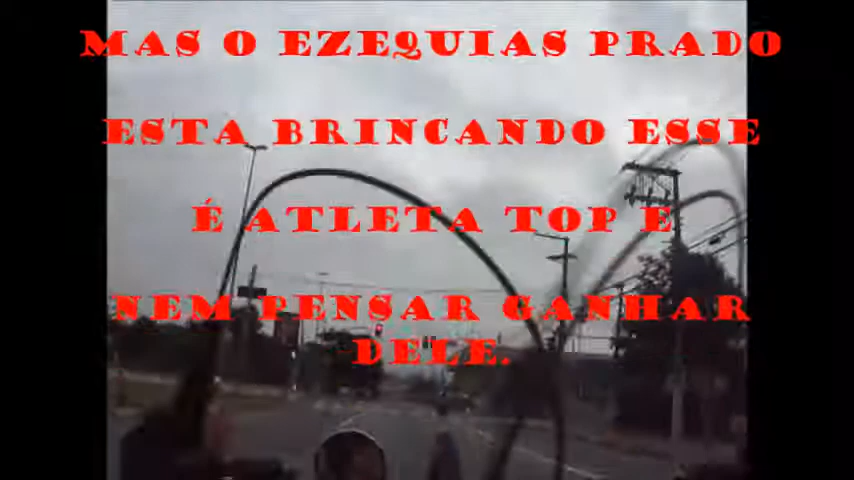 MAS O EZEQUIAS PRADO
ESTA BRINCANDO ESSE
É ATLETA TOP E
NEM PENSAR GANHAR
DELE.